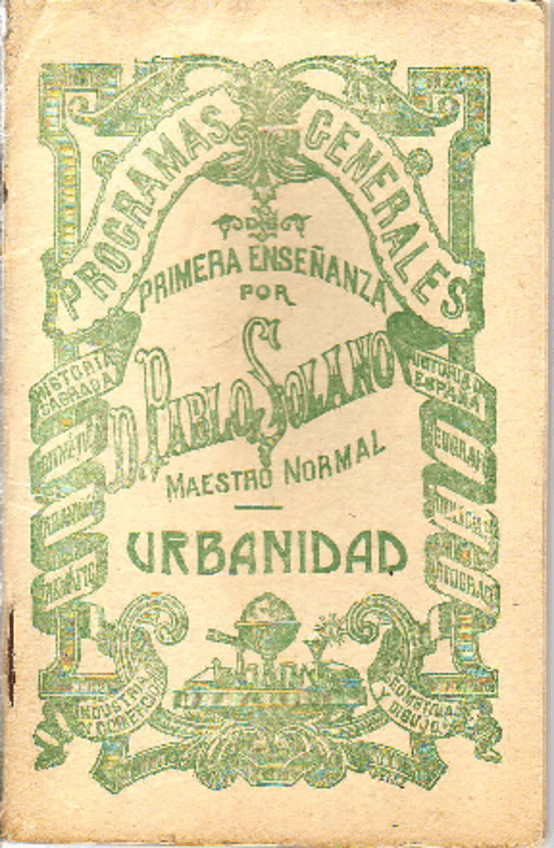 PROGRAMAS GENERALES
DE
PRIMERA ENSEÑANZA
POR
D. PABLO SOLANO
MAESTRO NORMAL
URBANIDAD
HISTORIA
SAGRADA
HISTORIA DE
ESPAÑA
INDUSTRIA
Y COMERCIO
GEOMETRIA
Y DIBUJO